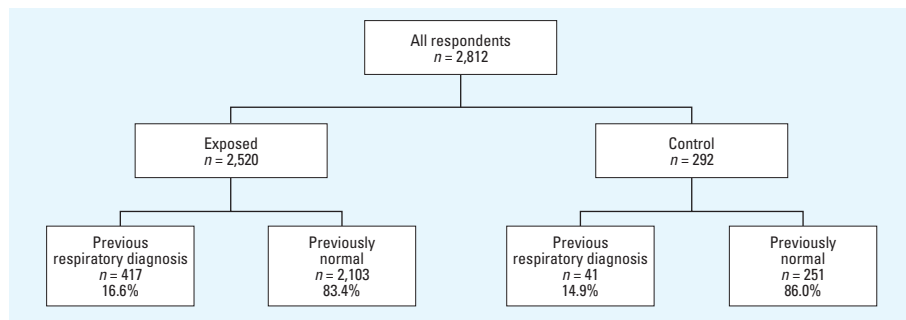 All respondents
n = 2,812
Exposed
n = 2,520
Control
n = 292
Previous
respiratory diagnosis
n = 417
16.6%
Previously
normal
n = 2,103
83.4%
Previous
respiratory diagnosis
n = 41
14.9%
Previously
normal
n = 251
86.0%